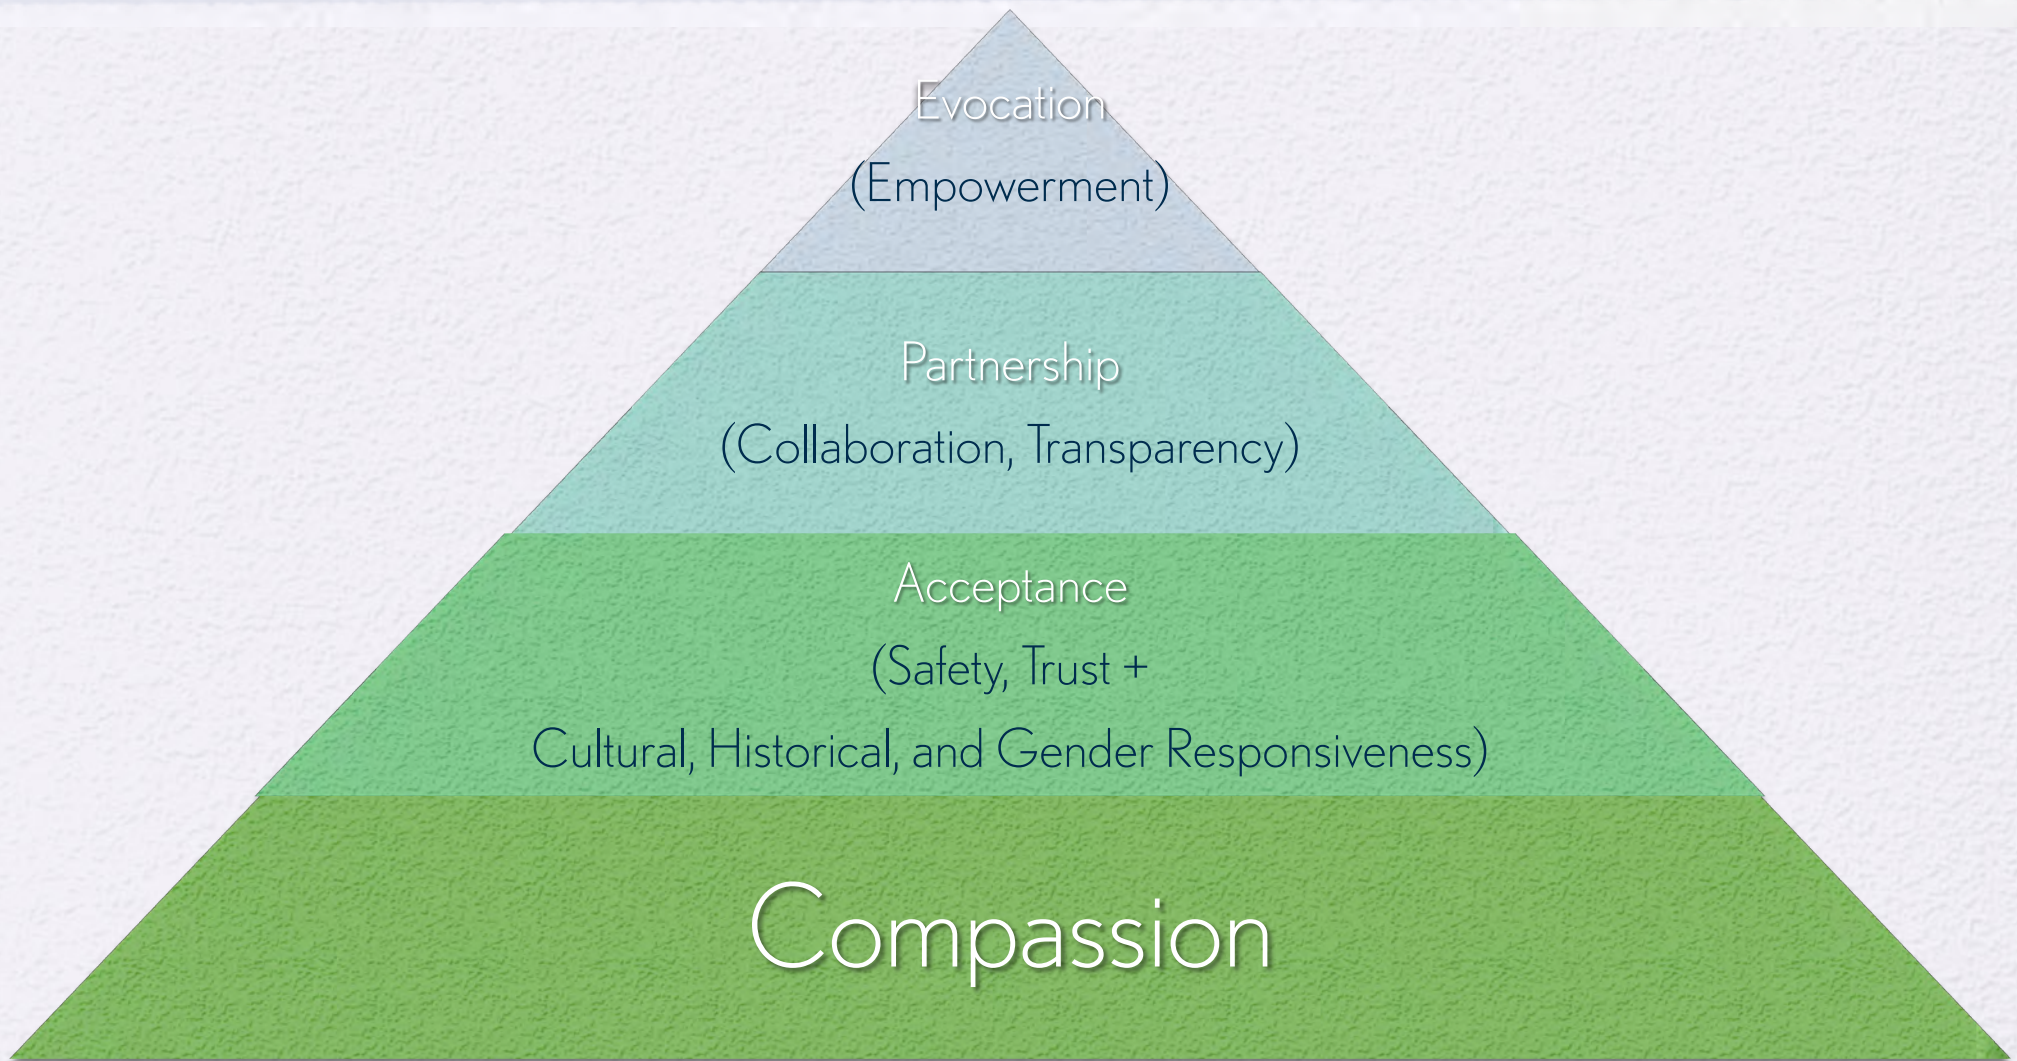 Evocation
(Empowerment)
Partnership
(Collaboration, Transparency)
Acceptance
(Safety, Trust +
Cultural, Historical, and Gender Responsiveness)
Compassion